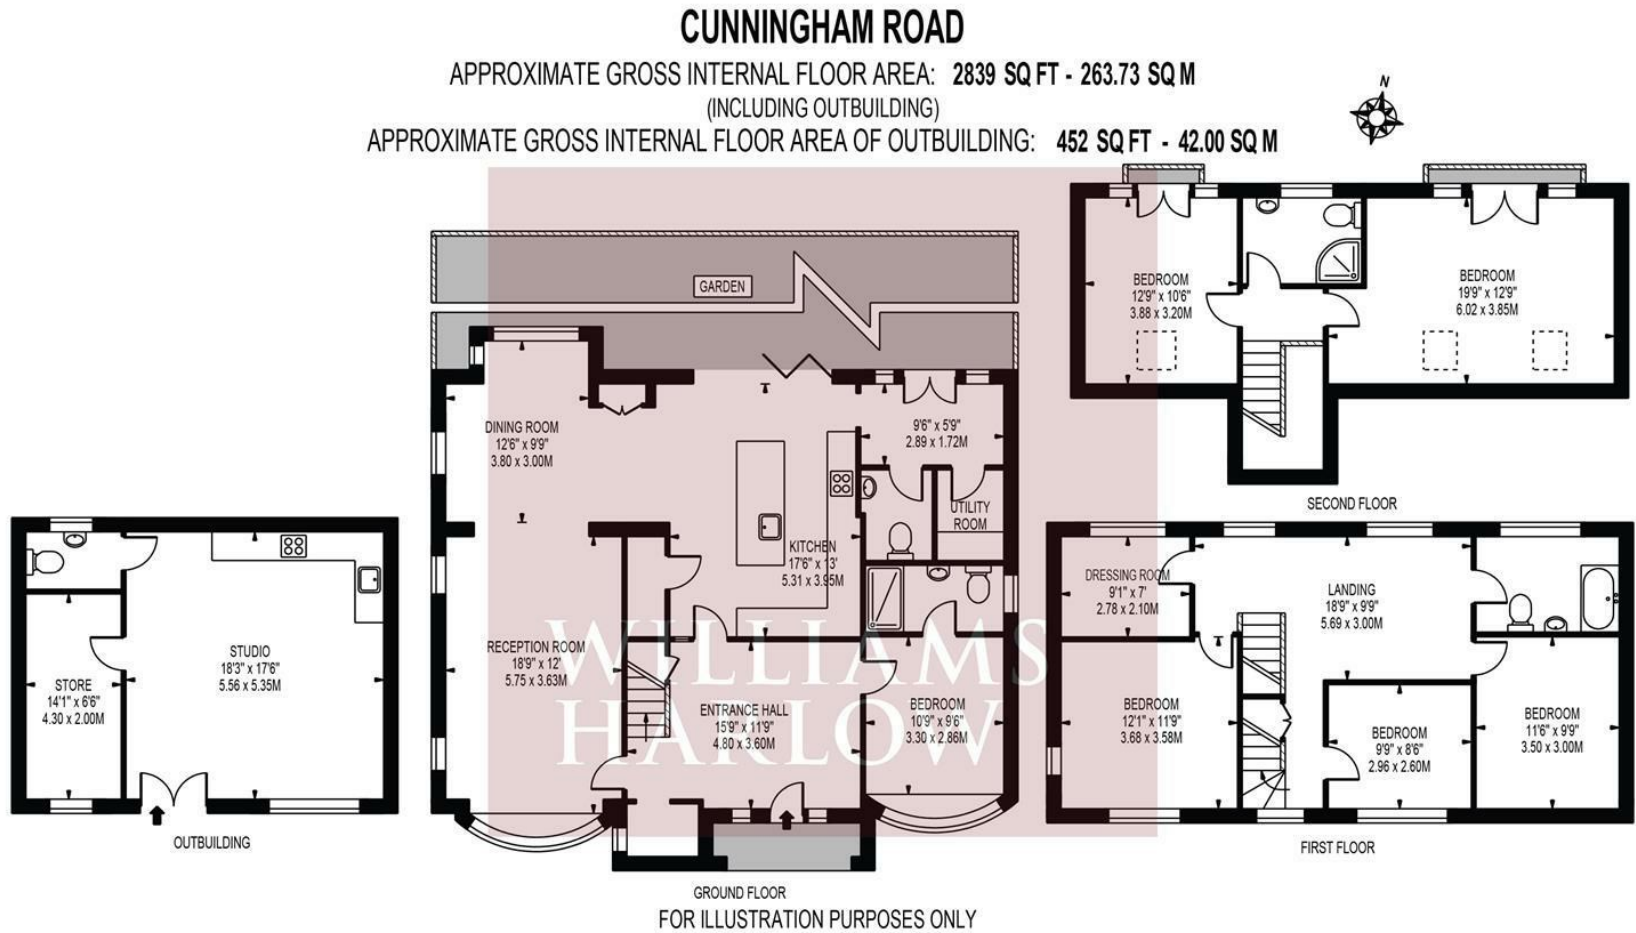 CUNNINGHAM ROAD
APPROXIMATE GROSS INTERNAL FLOOR AREA: 2839 SQ FT - 263.73 SQ M
(INCLUDING OUTBUILDING)
APPROXIMATE GROSS INTERNAL FLOOR AREA OF OUTBUILDING: 452 SQ FT - 42.00 SQ M
N
GARDEN
BEDROOM
12'9" x 10'6"
3.88 x 3.20M
BEDROOM
19'9" x 12'9"
6.02 x 3.85M
SECOND FLOOR
DINING ROOM
12'6" x 9'9"
3.80 x 3.00M
9'6" x 5'9"
2.89 x 1.72M
UTILITY
ROOM
KITCHEN
17'6" x 13'
5.31 x 3.95M
RECEPTION ROOM
18'9" x 12'
5.75 x 3.63M
ENTRANCE HALL
15'9" x 11'9"
4.80 x 3.60M
BEDROOM
10'9" x 9'6"
3.30 x 2.86M
WILLIAMS
HARLOW
GROUND FLOOR
STUDIO
18'3" x 17'6"
5.56 x 5.35M
STORE
14'1" x 6'6"
4.30 x 2.00M
OUTBUILDING
DRESSING ROOM
9'1" x 7'
2.78 x 2.10M
LANDING
18'9" x 9'9"
5.69 x 3.00M
BEDROOM
12'1" x 11'9"
3.68 x 3.58M
BEDROOM
9'9" x 8'6"
2.96 x 2.60M
BEDROOM
11'6" x 9'9"
3.50 x 3.00M
FIRST FLOOR
FOR ILLUSTRATION PURPOSES ONLY